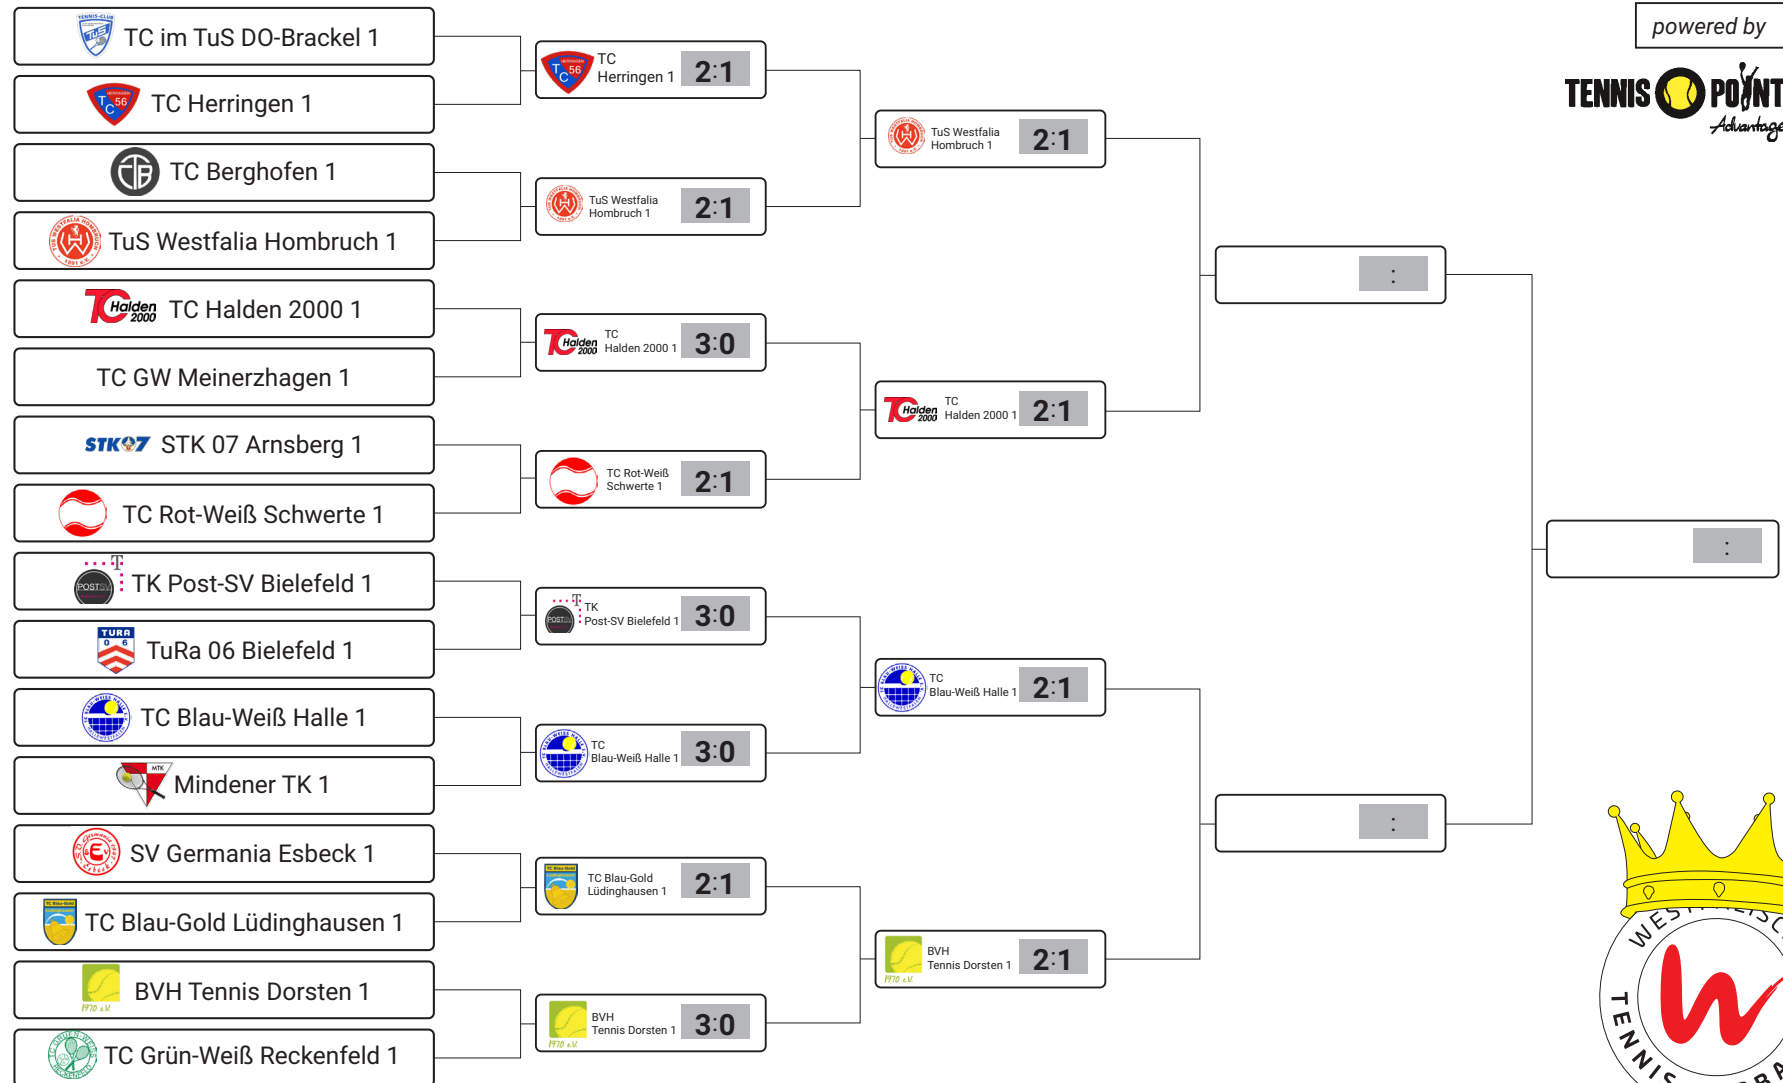 TC im TuS DO-Brackel 1
TC Herringen 1
TC Berghofen 1
TuS Westfalia Hombruch 1
TC Halden 2000 1
TC GW Meinerzhagen 1
STK 07 Arnsberg 1
TC Rot-Weiß Schwerte 1
TK Post-SV Bielefeld 1
TuRa 06 Bielefeld 1
TC Blau-Weiß Halle 1
Mindener TK 1
SV Germania Esbeck 1
TC Blau-Gold Lüdinghausen 1
BVH Tennis Dorsten 1
TC Grün-Weiß Reckenfeld 1
TC
Herringen 1
2:1
TuS Westfalia
Hombruch 1
2:1
TC
Halden 2000 1
3:0
TC Rot-Weiß
Schwerte 1
2:1
TK
Post-SV Bielefeld 1
3:0
TC
Blau-Weiß Halle 1
3:0
TC Blau-Gold
Lüdinghausen 1
2:1
BVH
Tennis Dorsten 1
3:0
TuS Westfalia
Hombruch 1
2:1
TC
Halden 2000 1
2:1
TC
Blau-Weiß Halle 1
2:1
BVH
Tennis Dorsten 1
2:1
:
:
:
powered by
TENNIS POINT
Advantage